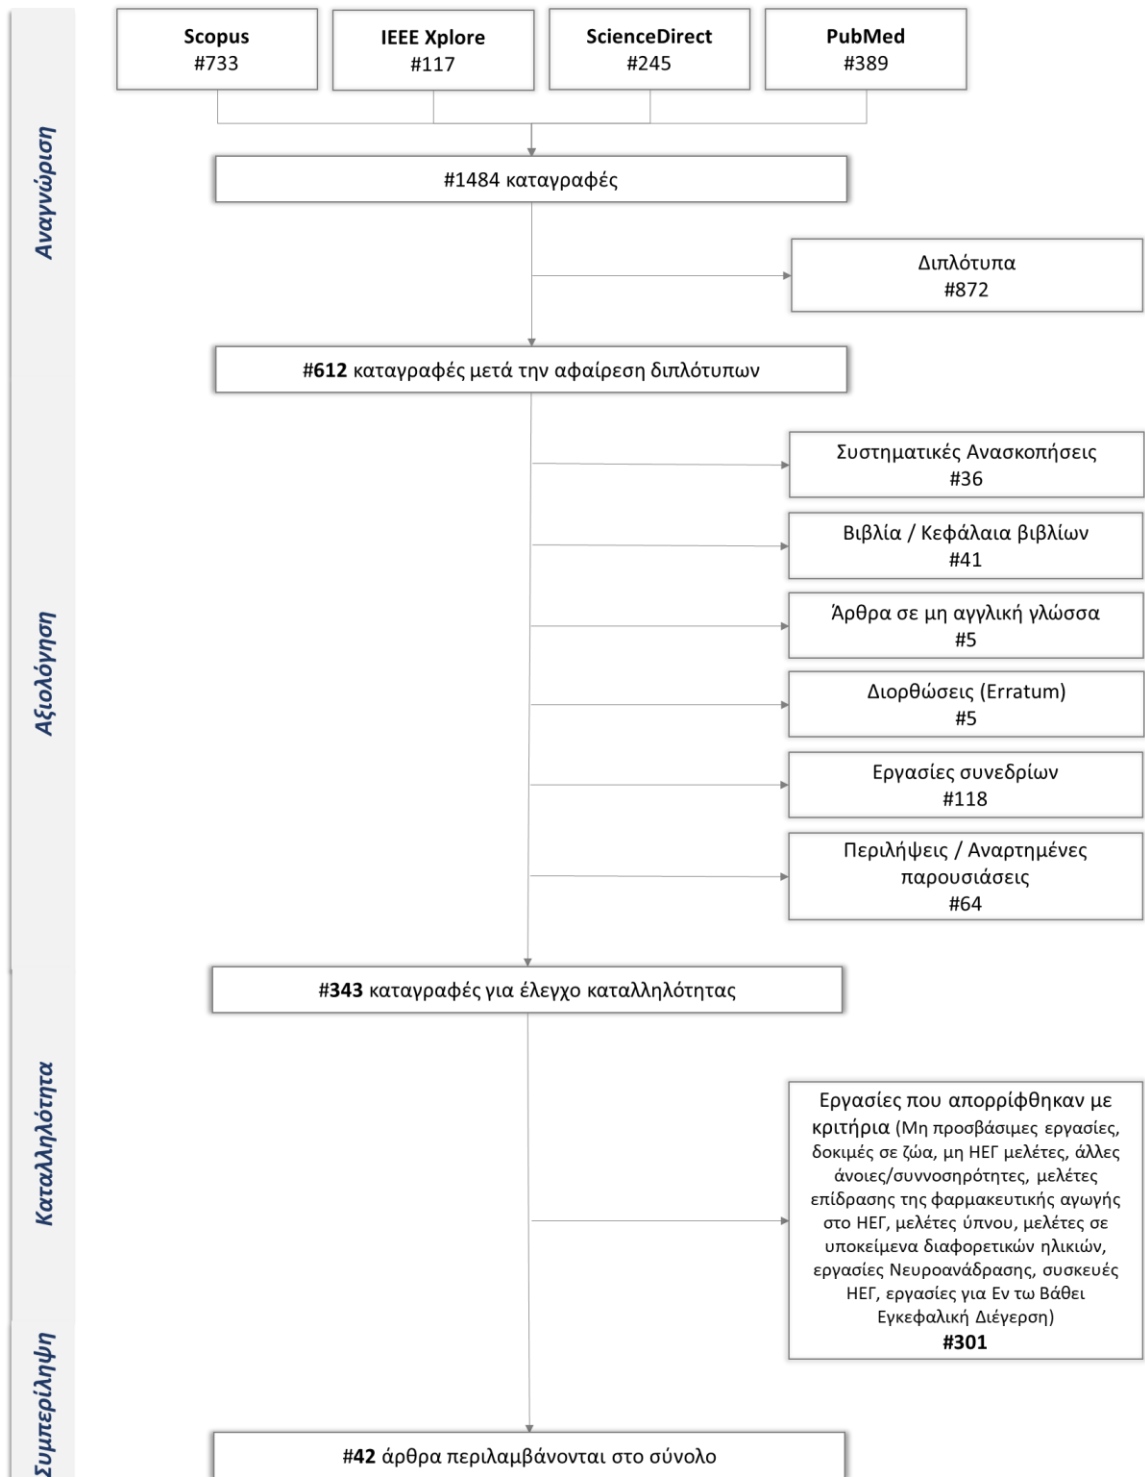 Scopus
#733
IEEE Xplore
#117
ScienceDirect
#245
PubMed
#389
Αναγνώριση
#1484 καταγραφές
Διπλότυπα
#872
#612 καταγραφές μετά την αφαίρεση διπλότυπων
Αξιολόγηση
Συστηματικές Ανασκοπήσεις
#36
Βιβλία / Κεφάλαια βιβλίων
#41
Άρθρα σε μη αγγλική γλώσσα
#5
Διορθώσεις (Erratum)
#5
Εργασίες συνεδρίων
#118
Περιλήψεις / Αναρτημένες
παρουσιάσεις
#64
#343 καταγραφές για έλεγχο καταλληλότητας
Καταλληλότητα
Εργασίες που απορρίφθηκαν με
κριτήρια (Μη προσβάσιμες εργασίες,
δοκιμές σε ζώα, μη ΗΕΓ μελέτες, άλλες
άνοιες/συννοσηρότητες, μελέτες
επίδρασης της φαρμακευτικής αγωγής
στο ΗΕΓ, μελέτες ύπνου, μελέτες σε
υποκείμενα διαφορετικών ηλικιών,
εργασίες Νευροανάδρασης, συσκευές
ΗΕΓ, εργασίες για Εν τω Βάθει
Εγκεφαλική Διέγερση)
#301
Συμπερίληψη
#42 άρθρα περιλαμβάνονται στο σύνολο